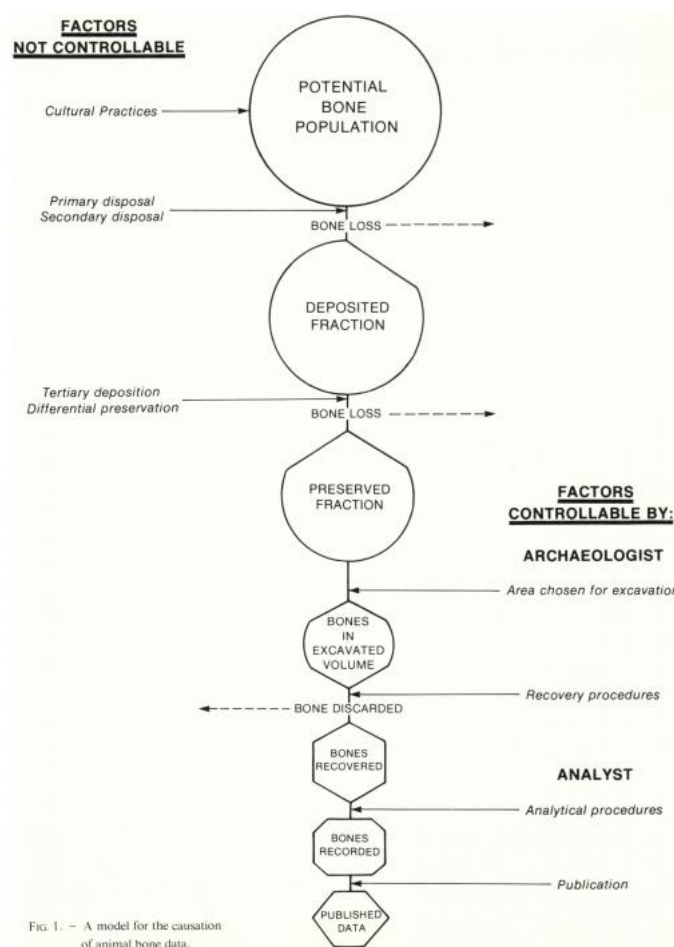 FACTORS
NOT CONTROLLABLE
POTENTIAL
BONE
POPULATION
Cultural Practices
Primary disposal
Secondary disposal
BONE LOSS
DEPOSITED
FRACTION
Tertiary deposition
Differential preservation
BONE LOSS
PRESERVED
FRACTION
FACTORS
CONTROLLABLE BY:
ARCHAEOLOGIST
Area chosen for excavation
BONES
IN
EXCAVATED
VOLUME
Recovery procedures
BONE DISCARDED
BONES
RECOVERED
ANALYST
Analytical procedures
BONES
RECORDED
Publication
PUBLISHED
DATA
FIG. 1. – A model for the causation
of animal bone data.